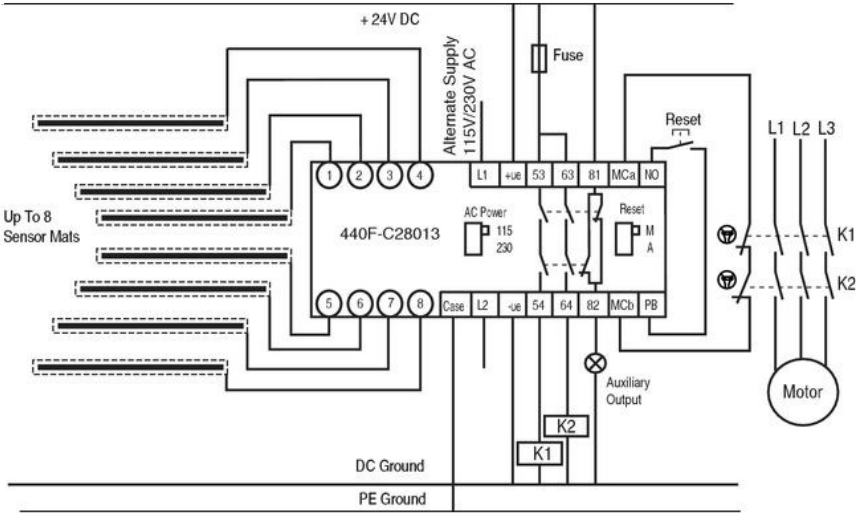 + 24V DC
Alternate Supply
115V/230V AC
Fuse
Reset
L1 L2 L3
1 2 3 4 L1 +ue 53 63 81 MCa NO
Up To 8
Sensor Mats
440F-C28013
AC Power
115
230
Reset
M
A
K1
K2
5 6 7 8 Case L2 -ue 54 64 82 MCb PB
Auxiliary
Output
Motor
K2
K1
DC Ground
PE Ground